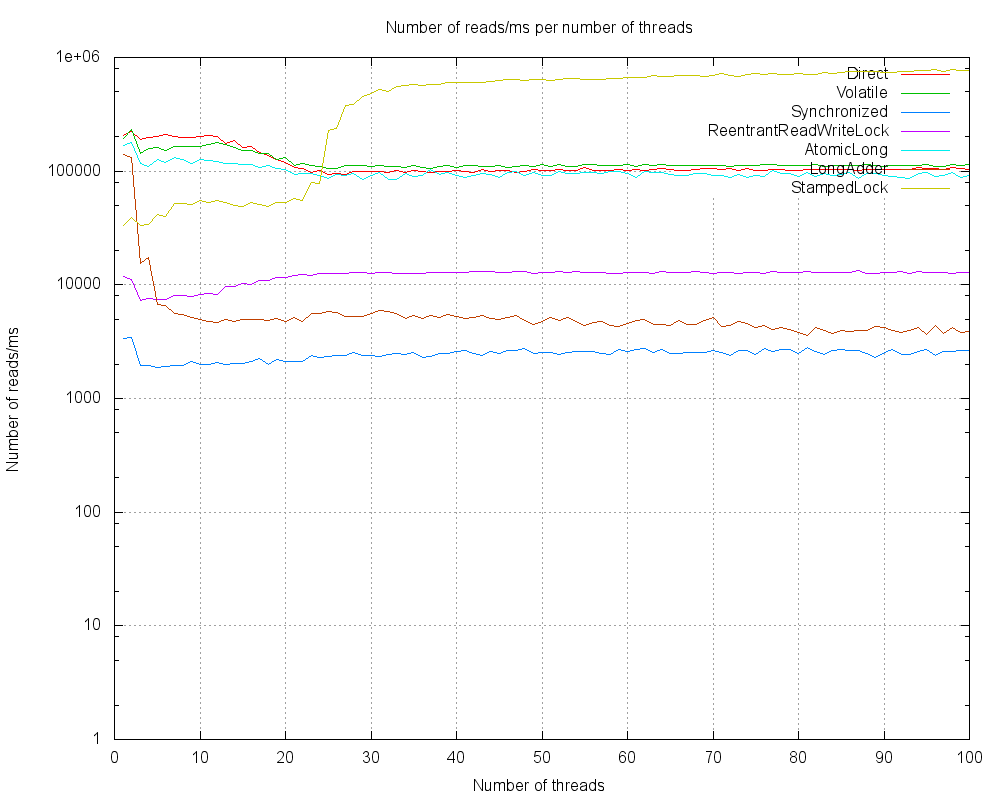 Number of reads/ms per number of threads
1e+06
100000
10000
1000
100
10
1
Number of reads/ms
Direct
Volatile
Synchronized
ReentrantReadWriteLock
AtomicLong
LongAdder
StampedLock
0 10 20 30 40 50 60 70 80 90 100
Number of threads